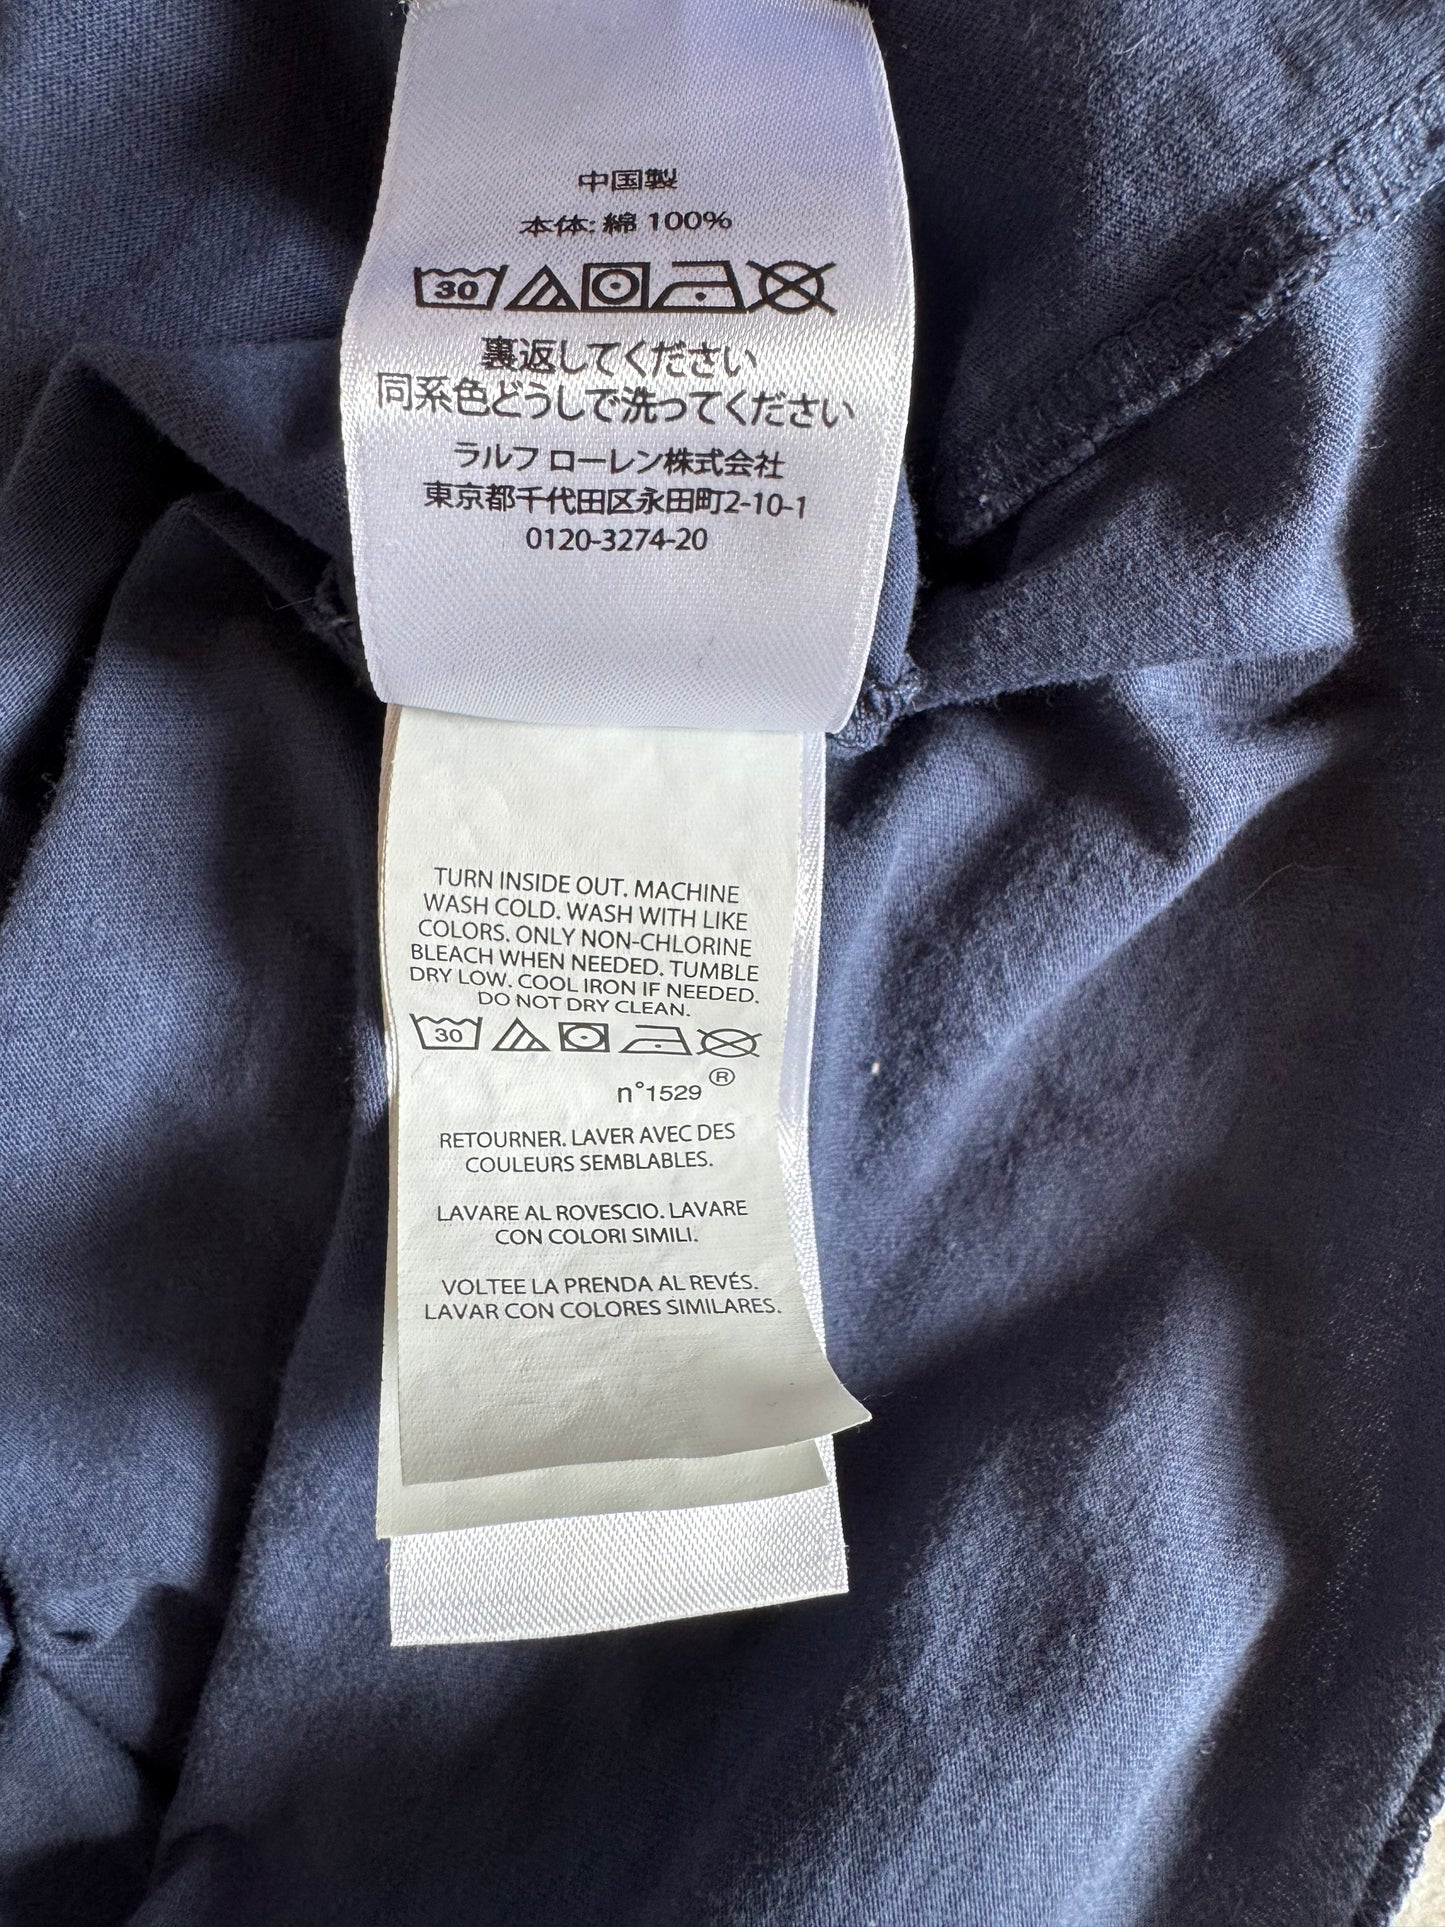 中国製
本体: 綿 100%
30
裏返してください
同系色どうしで洗ってください
ラルフ ローレン株式会社
東京都千代田区永田町2-10-1
0120-3274-20
TURN INSIDE OUT. MACHINE
WASH COLD. WASH WITH LIKE
COLORS. ONLY NON-CHLORINE
BLEACH WHEN NEEDED. TUMBLE
DRY LOW. COOL IRON IF NEEDED.
DO NOT DRY CLEAN.
30
n°1529 ®
RETOURNER. LAVER AVEC DES
COULEURS SEMBLABLES.
LAVARE AL ROVESCIO. LAVARE
CON COLORI SIMILI.
VOLTEE LA PRENDA AL REVÉS.
LAVAR CON COLORES SIMILARES.